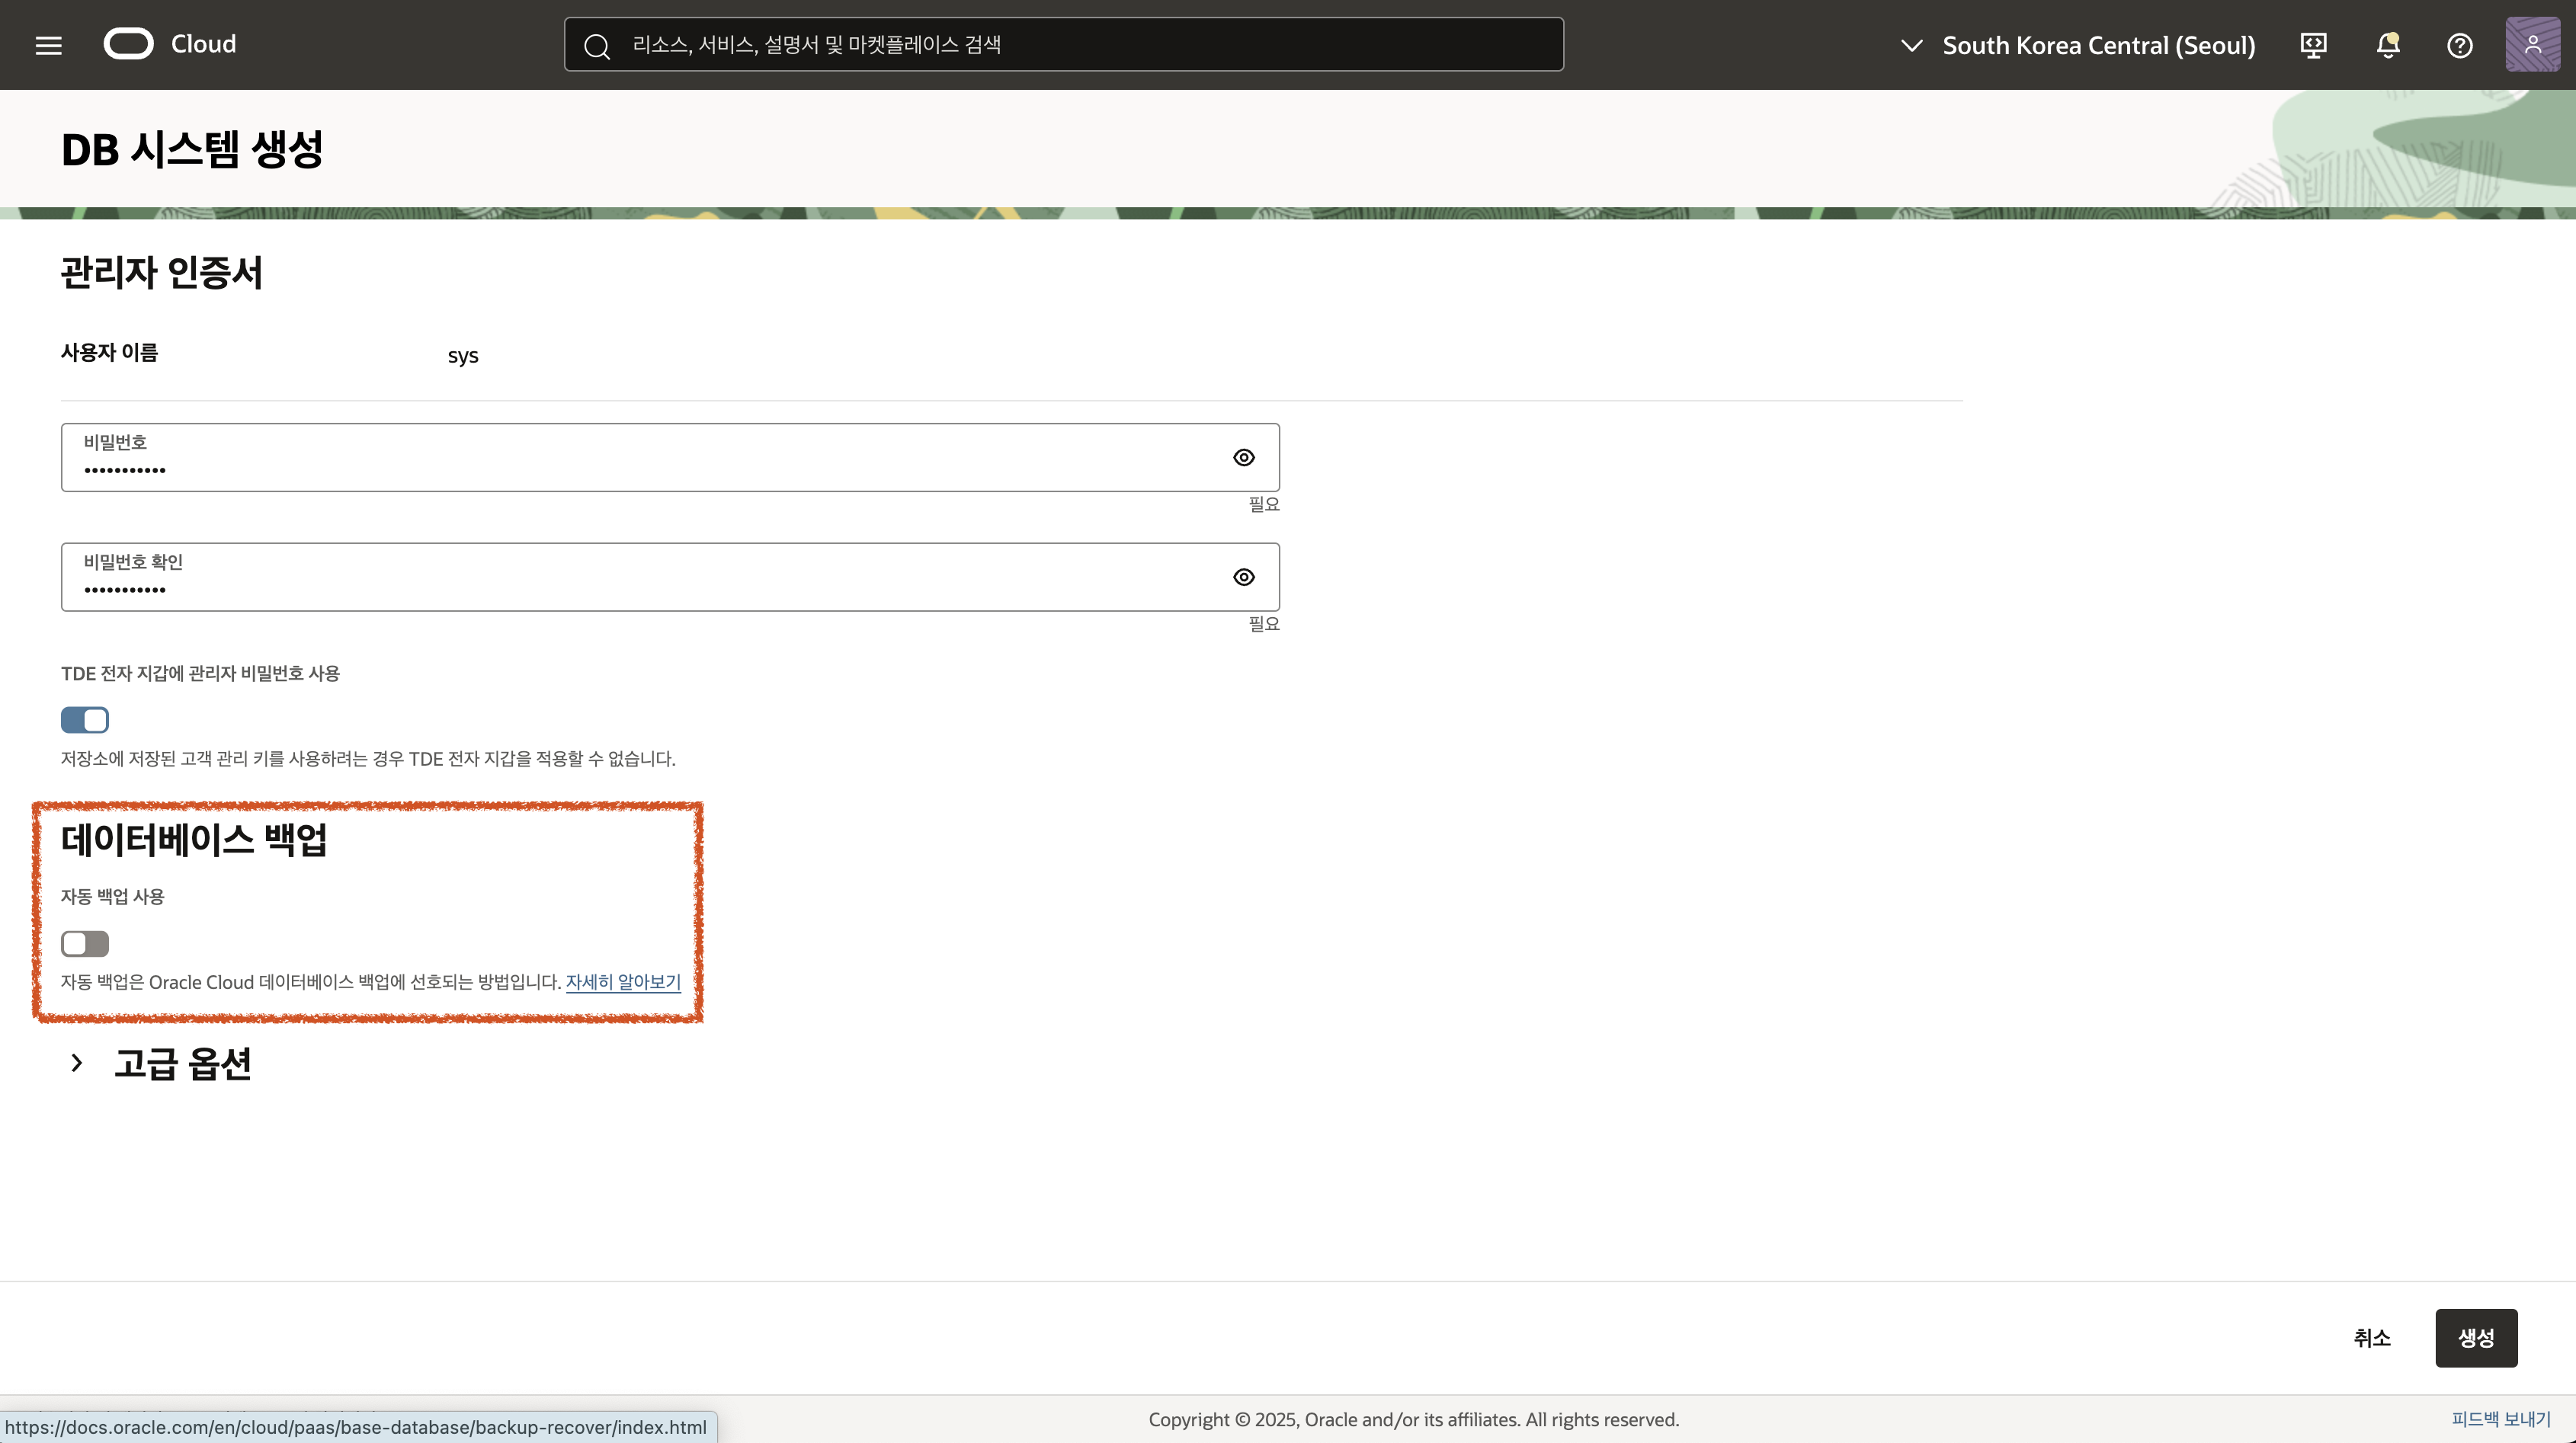 Cloud
리소스, 서비스, 설명서 및 마켓플레이스 검색
South Korea Central (Seoul)
DB 시스템 생성
관리자 인증서
사용자 이름 sys
비밀번호
•••••••••••
필요
비밀번호 확인
•••••••••••
필요
TDE 전자 지갑에 관리자 비밀번호 사용
저장소에 저장된 고객 관리 키를 사용하려는 경우 TDE 전자 지갑을 적용할 수 없습니다.
데이터베이스 백업
자동 백업 사용
자동 백업은 Oracle Cloud 데이터베이스 백업에 선호되는 방법입니다. 자세히 알아보기
고급 옵션
취소 생성
https://docs.oracle.com/en/cloud/paas/base-database/backup-recover/index.html
Copyright © 2025, Oracle and/or its affiliates. All rights reserved.
피드백 보내기